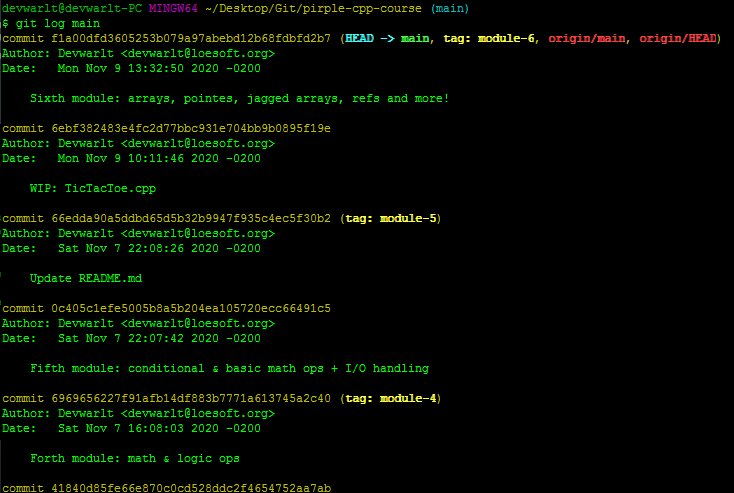 devwarlt@devwarlt-PC MINGW64 ~/Desktop/Git/pirple-cpp-course (main)
$ git log main
commit f1a00dfd3605253b079a97abebd12b68fdbfd2b7 (HEAD -> main, tag: module-6, origin/main, origin/HEAD)
Author: Devwarlt <devwarlt@loesoft.org>
Date:   Mon Nov 9 13:32:50 2020 -0200
Sixth module: arrays, pointes, jagged arrays, refs and more!
commit 6ebf382483e4fc2d77bbc931e704bb9b0895f19e
Author: Devwarlt <devwarlt@loesoft.org>
Date:   Mon Nov 9 10:11:46 2020 -0200
WIP: TicTacToe.cpp
commit 66edda90a5ddbd65d5b32b9947f935c4ec5f30b2 (tag: module-5)
Author: Devwarlt <devwarlt@loesoft.org>
Date:   Sat Nov 7 22:08:26 2020 -0200
Update README.md
commit 0c405c1efe5005b8a5b204ea105720ecc66491c5
Author: Devwarlt <devwarlt@loesoft.org>
Date:   Sat Nov 7 22:07:42 2020 -0200
Fifth module: conditional & basic math ops + I/O handling
commit 6969656227f91afb14df883b7771a613745a2c40 (tag: module-4)
Author: Devwarlt <devwarlt@loesoft.org>
Date:   Sat Nov 7 16:08:03 2020 -0200
Forth module: math & logic ops
commit 41840d85fe66e870c0cd528ddc2f4654752aa7ab